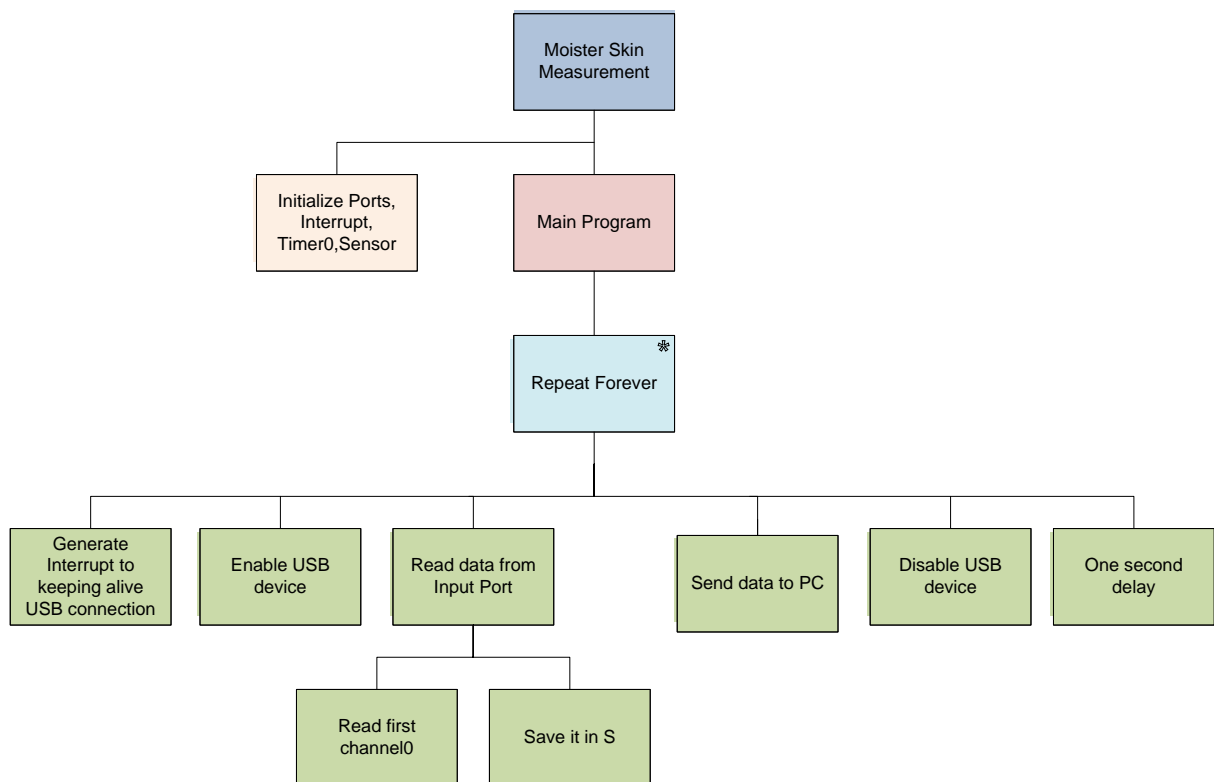 Moister Skin
Measurement
Initialize Ports,
Interrupt,
Timer0,Sensor
Main Program
*
Repeat Forever
Generate
Interrupt to
keeping alive
USB connection
Enable USB
device
Read data from
Input Port
Send data to PC
Disable USB
device
One second
delay
Read first
channel0
Save it in S